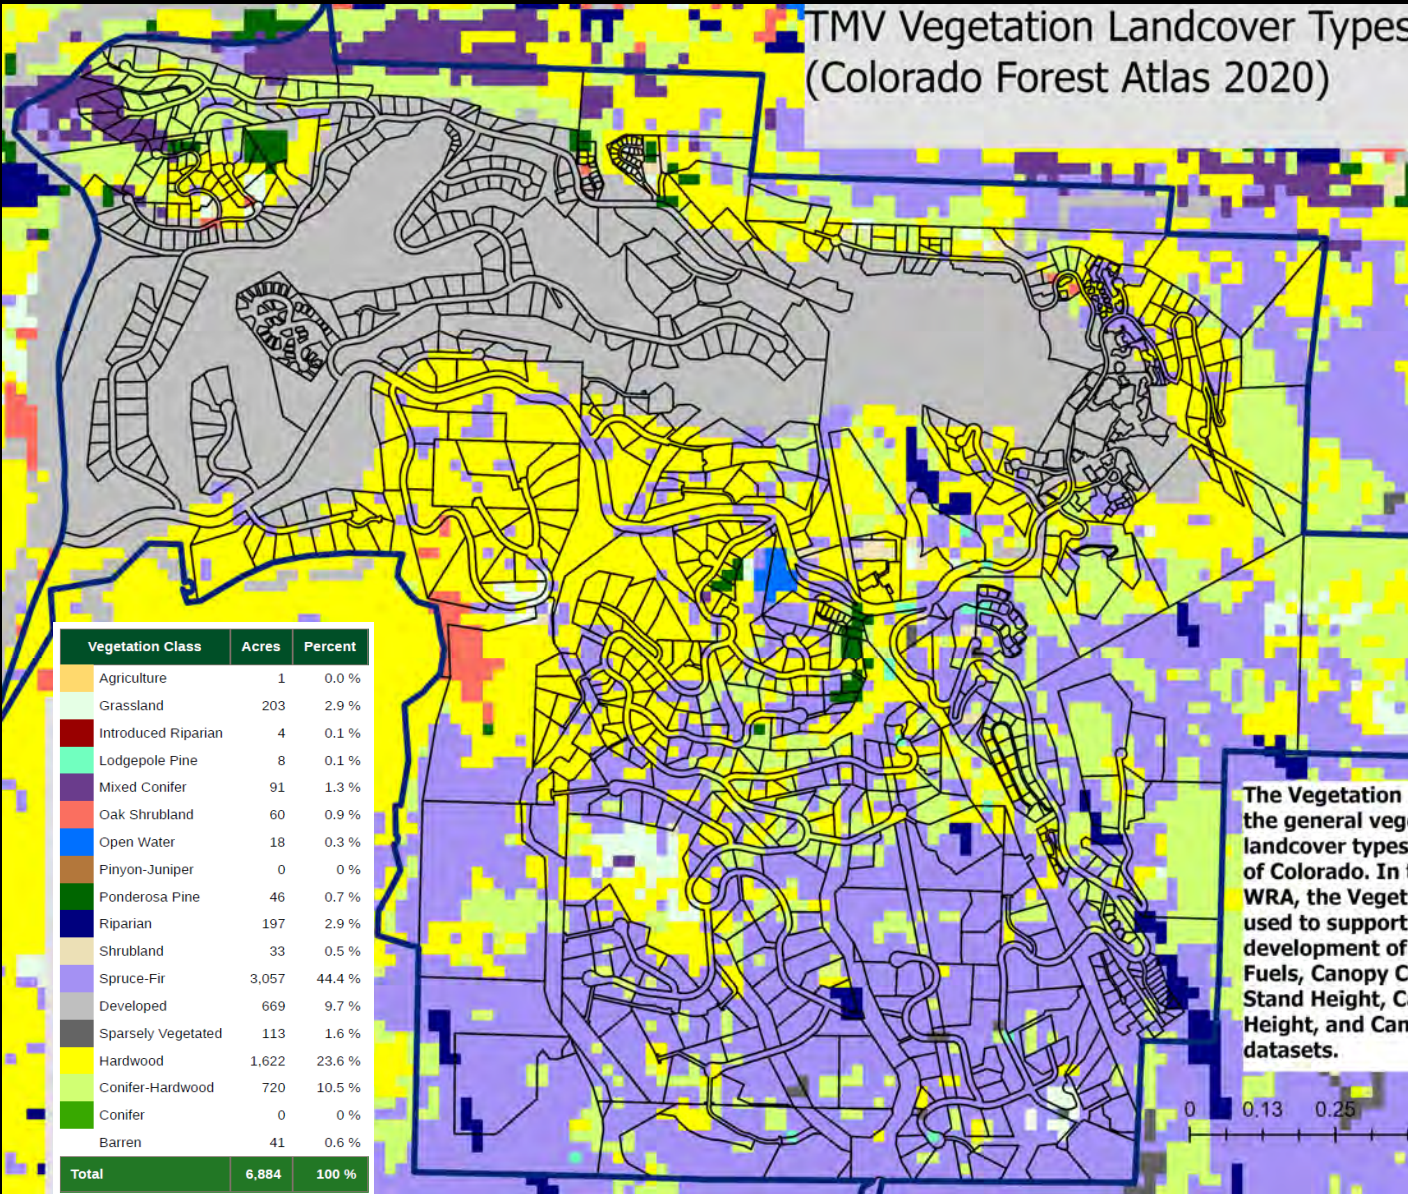 TMV Vegetation Landcover Types
(Colorado Forest Atlas 2020)
Vegetation Class Acres Percent
Agriculture 1 0.0 %
Grassland 203 2.9 %
Introduced Riparian 4 0.1 %
Lodgepole Pine 8 0.1 %
Mixed Conifer 91 1.3 %
Oak Shrubland 60 0.9 %
Open Water 18 0.3 %
Pinyon-Juniper 0 0 %
Ponderosa Pine 46 0.7 %
Riparian 197 2.9 %
Shrubland 33 0.5 %
Spruce-Fir 3,057 44.4 %
Developed 669 9.7 %
Sparsely Vegetated 113 1.6 %
Hardwood 1,622 23.6 %
Conifer-Hardwood 720 10.5 %
Conifer 0 0 %
Barren 41 0.6 %
Total 6,884 100 %
The Vegetation
the general vege
landcover types
of Colorado. In t
WRA, the Veget
used to support
development of
Fuels, Canopy C
Stand Height, Ca
Height, and Can
datasets.
0 0.13 0.25